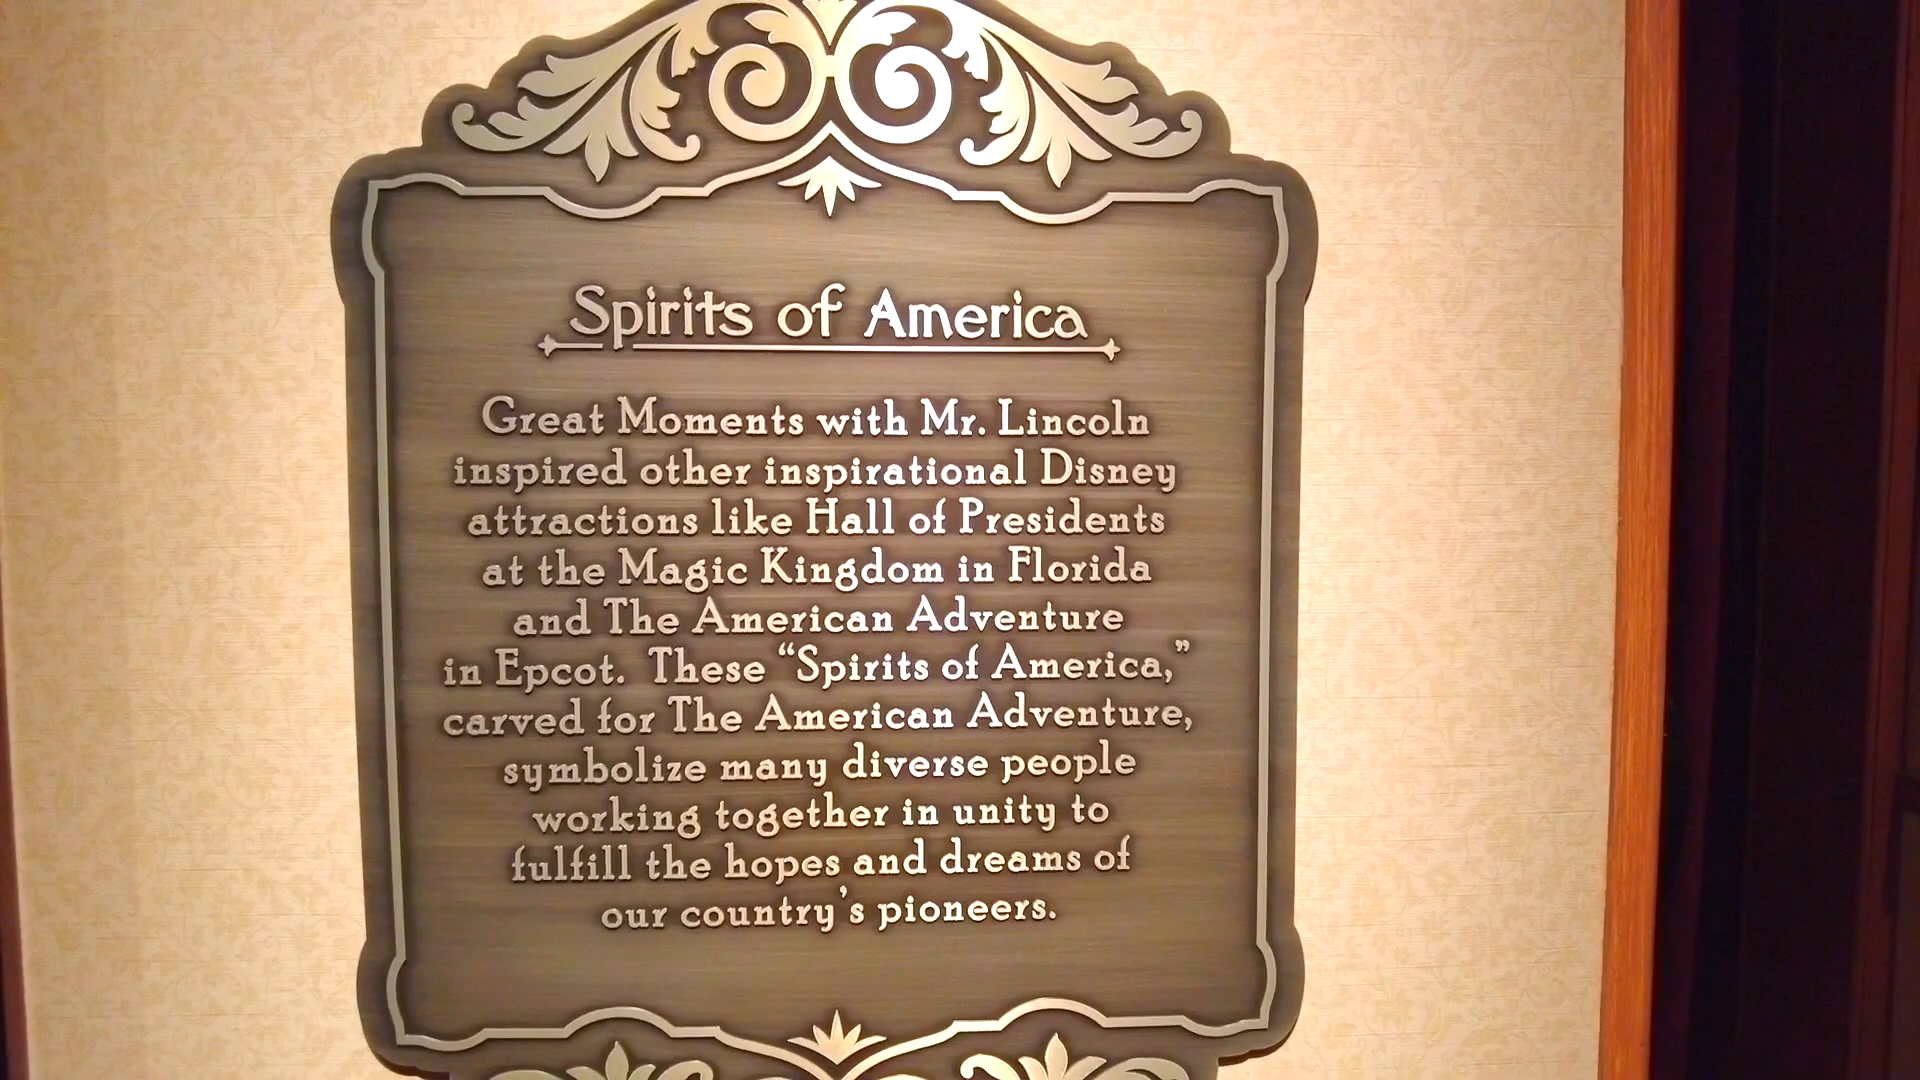 Spirits of America
Great Moments with Mr. Lincoln
inspired other inspirational Disney
attractions like Hall of Presidents
at the Magic Kingdom in Florida
and The American Adventure
in Epcot. These “Spirits of America,”
carved for The American Adventure,
symbolize many diverse people
working together in unity to
fulfill the hopes and dreams of
our country's pioneers.